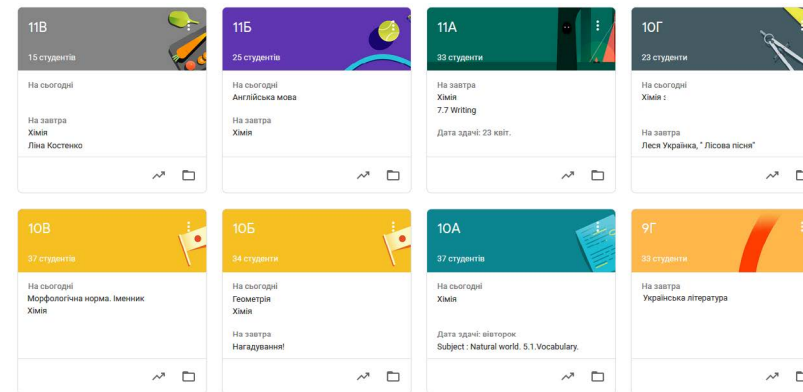 11В
15 студентів
На сьогодні
На завтра
Хімія
Ліна Костенко
11Б
25 студентів
На сьогодні
Англійська мова
На завтра
Хімія
11А
33 студенти
На завтра
Хімія
7.7 Writing
Дата здачі: 23 квіт.
10Г
23 студенти
На сьогодні
Хімія :
На завтра
Леся Українка, " Лісова пісня"
10В
37 студентів
На сьогодні
Морфологічна норма. Іменник
Хімія
10Б
34 студенти
На сьогодні
Геометрія
Хімія
На завтра
Нагадування!
10А
37 студентів
На сьогодні
Хімія
Дата здачі: вівторок
Subject : Natural world. 5.1.Vocabulary.
9Г
33 студенти
На завтра
Українська література